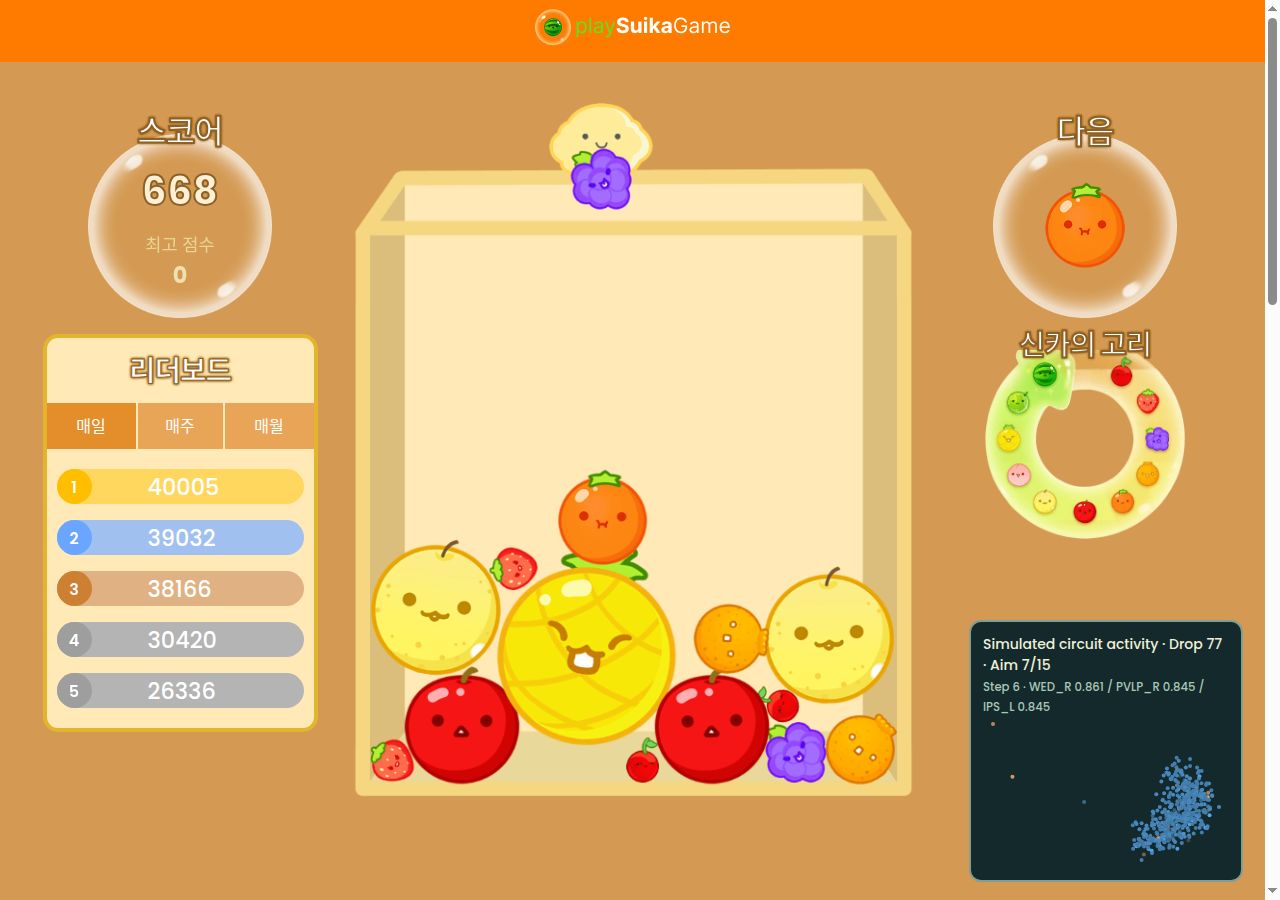 playSuikaGame
스코어
668
최고 점수
0
다음
신카의 고리
리더보드
매일 매주 매월
1 40005
2 39032
3 38166
4 30420
5 26336
Simulated circuit activity · Drop 77
· Aim 7/15
Step 6 · WED_R 0.861 / PVLP_R 0.845 /
IPS_L 0.845